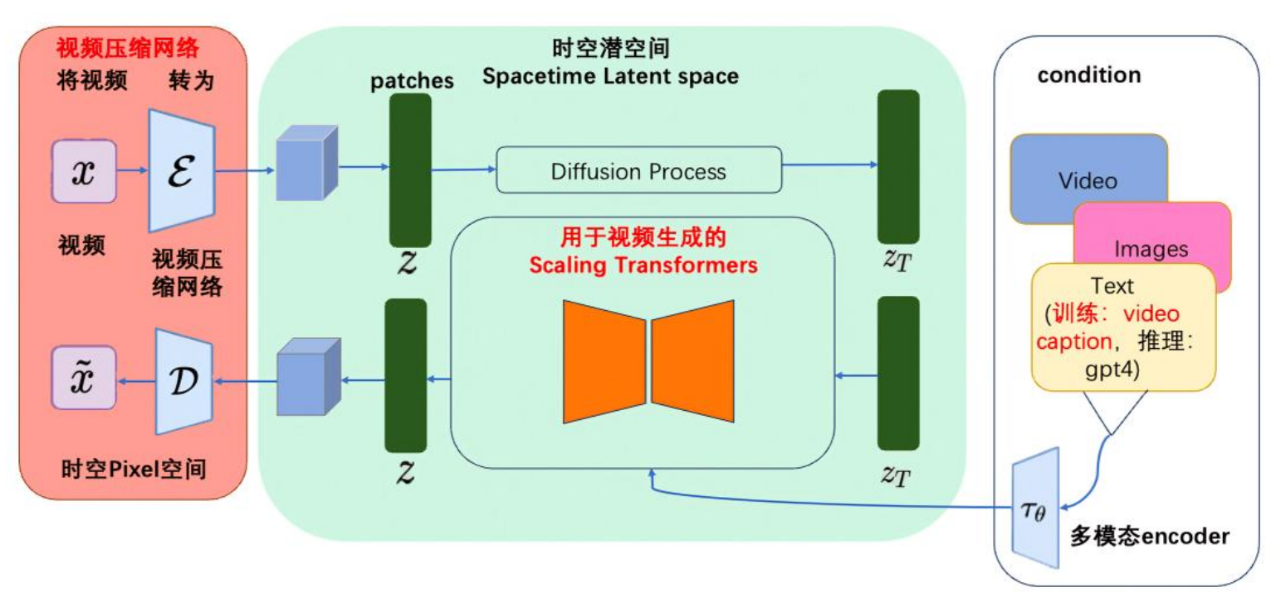 视频压缩网络
将视频 转为
x
ℰ
视频
视频压
缩网络
x̃
𝒟
时空Pixel空间
时空潜空间
Spacetime Latent space
patches
z
Diffusion Process
z_T
用于视频生成的
Scaling Transformers
z
z_T
condition
Video
Images
Text
(训练：video
caption，推理：
gpt4)
τ_θ
多模态encoder